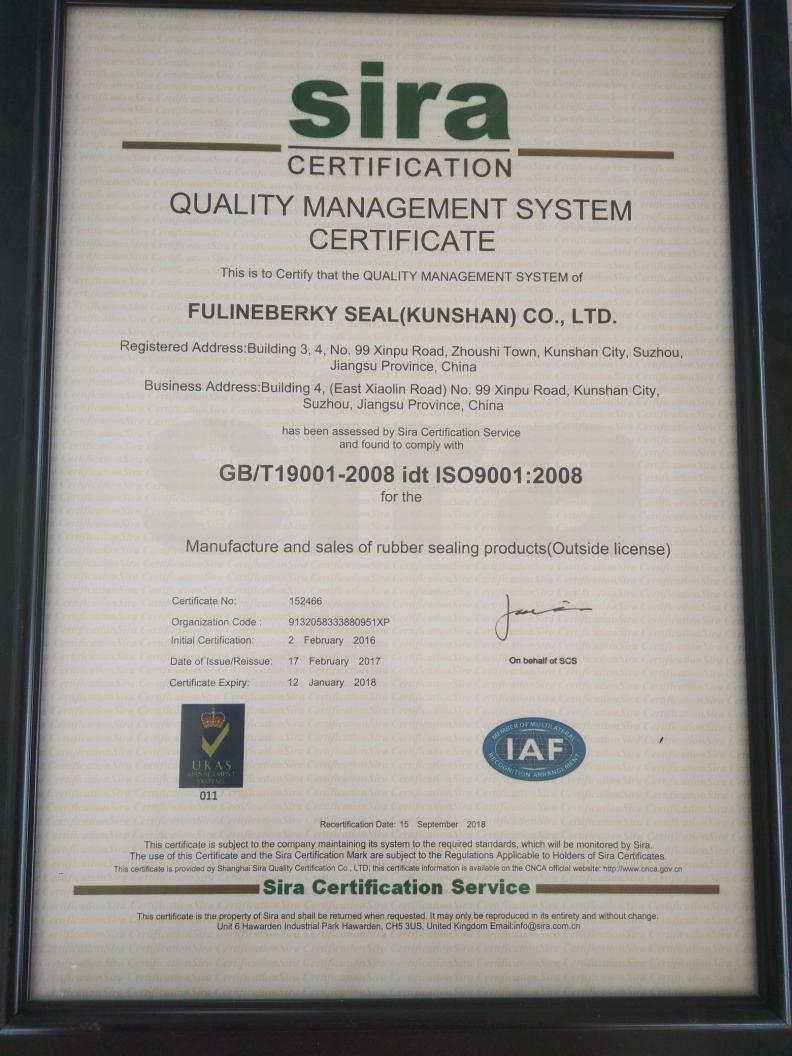 sira
CERTIFICATION
QUALITY MANAGEMENT SYSTEM
CERTIFICATE
This is to Certify that the QUALITY MANAGEMENT SYSTEM of
FULINEBERKY SEAL(KUNSHAN) CO., LTD.
Registered Address:Building 3, 4, No. 99 Xinpu Road, Zhoushi Town, Kunshan City, Suzhou,
Jiangsu Province, China
Business Address:Building 4, (East Xiaolin Road) No. 99 Xinpu Road, Kunshan City,
Suzhou, Jiangsu Province, China
has been assessed by Sira Certification Service
and found to comply with
GB/T19001-2008 idt ISO9001:2008
for the
Manufacture and sales of rubber sealing products(Outside license)
Certificate No: 152466
Organization Code : 9132058333880951XP
Initial Certification: 2 February 2016
Date of Issue/Reissue: 17 February 2017
Certificate Expiry: 12 January 2018
On behalf of SCS
UKAS
MANAGEMENT
SYSTEMS
011
MEMBER OF MULTILATERAL
IAF
RECOGNITION ARRANGEMENT
Recertification Date: 15 September 2018
This certificate is subject to the company maintaining its system to the required standards, which will be monitored by Sira.
The use of this Certificate and the Sira Certification Mark are subject to the Regulations Applicable to Holders of Sira Certificates.
This certificate is provided by Shanghai Sira Quality Certification Co., LTD, this certificate information is available on the CNCA official website: http://www.cnca.gov.cn
Sira Certification Service
This certificate is the property of Sira and shall be returned when requested. It may only be reproduced in its entirety and without change.
Unit 6 Hawarden Industrial Park Hawarden, CH5 3US, United Kingdom Email:info@sira.com.cn